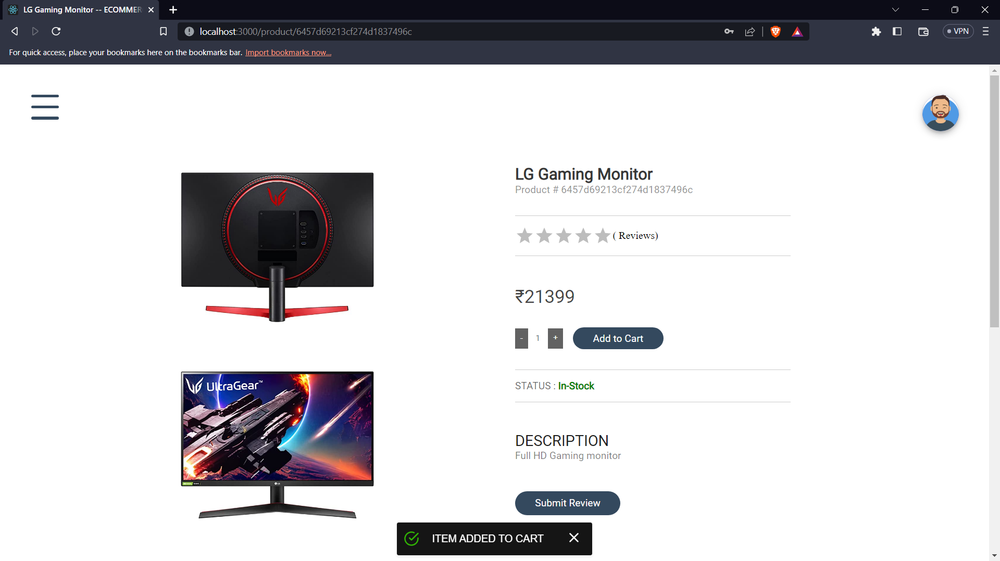 LG Gaming Monitor -- ECOMMER
localhost:3000/product/6457d69213cf274d1837496c
VPN
For quick access, place your bookmarks here on the bookmarks bar. Import bookmarks now...
LG Gaming Monitor
Product # 6457d69213cf274d1837496c
( Reviews)
₹21399
- 1 +
Add to Cart
UltraGear™
STATUS : In-Stock
DESCRIPTION
Full HD Gaming monitor
LG
Submit Review
ITEM ADDED TO CART